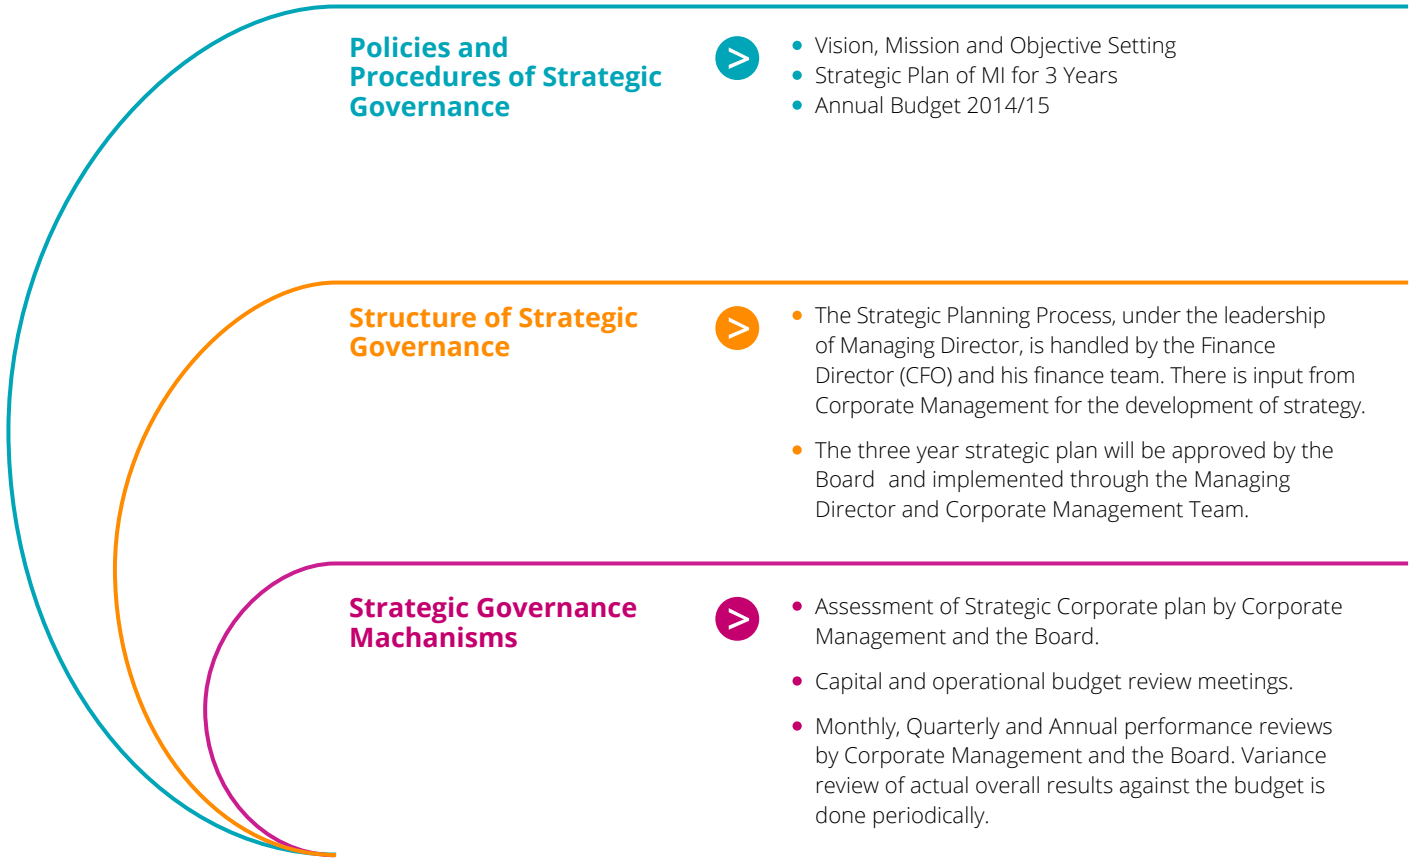 Policies and
Procedures of Strategic
Governance
>
• Vision, Mission and Objective Setting
• Strategic Plan of MI for 3 Years
• Annual Budget 2014/15
Structure of Strategic
Governance
>
• The Strategic Planning Process, under the leadership
of Managing Director, is handled by the Finance
Director (CFO) and his finance team. There is input from
Corporate Management for the development of strategy.
• The three year strategic plan will be approved by the
Board and implemented through the Managing
Director and Corporate Management Team.
Strategic Governance
Machanisms
>
• Assessment of Strategic Corporate plan by Corporate
Management and the Board.
• Capital and operational budget review meetings.
• Monthly, Quarterly and Annual performance reviews
by Corporate Management and the Board. Variance
review of actual overall results against the budget is
done periodically.